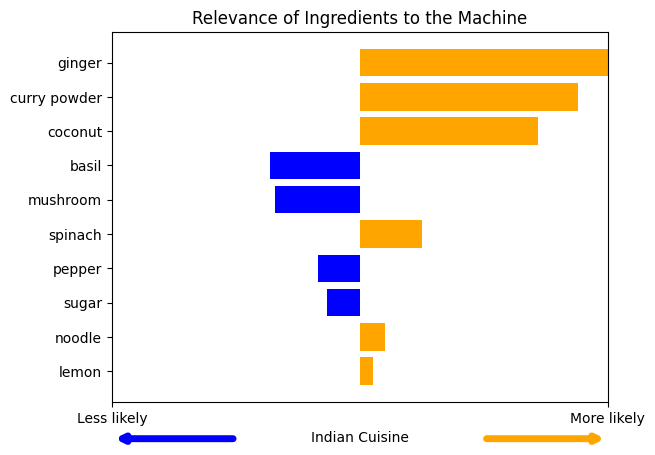 Relevance of Ingredients to the Machine
ginger
curry powder
coconut
basil
mushroom
spinach
pepper
sugar
noodle
lemon
Less likely
More likely
Indian Cuisine